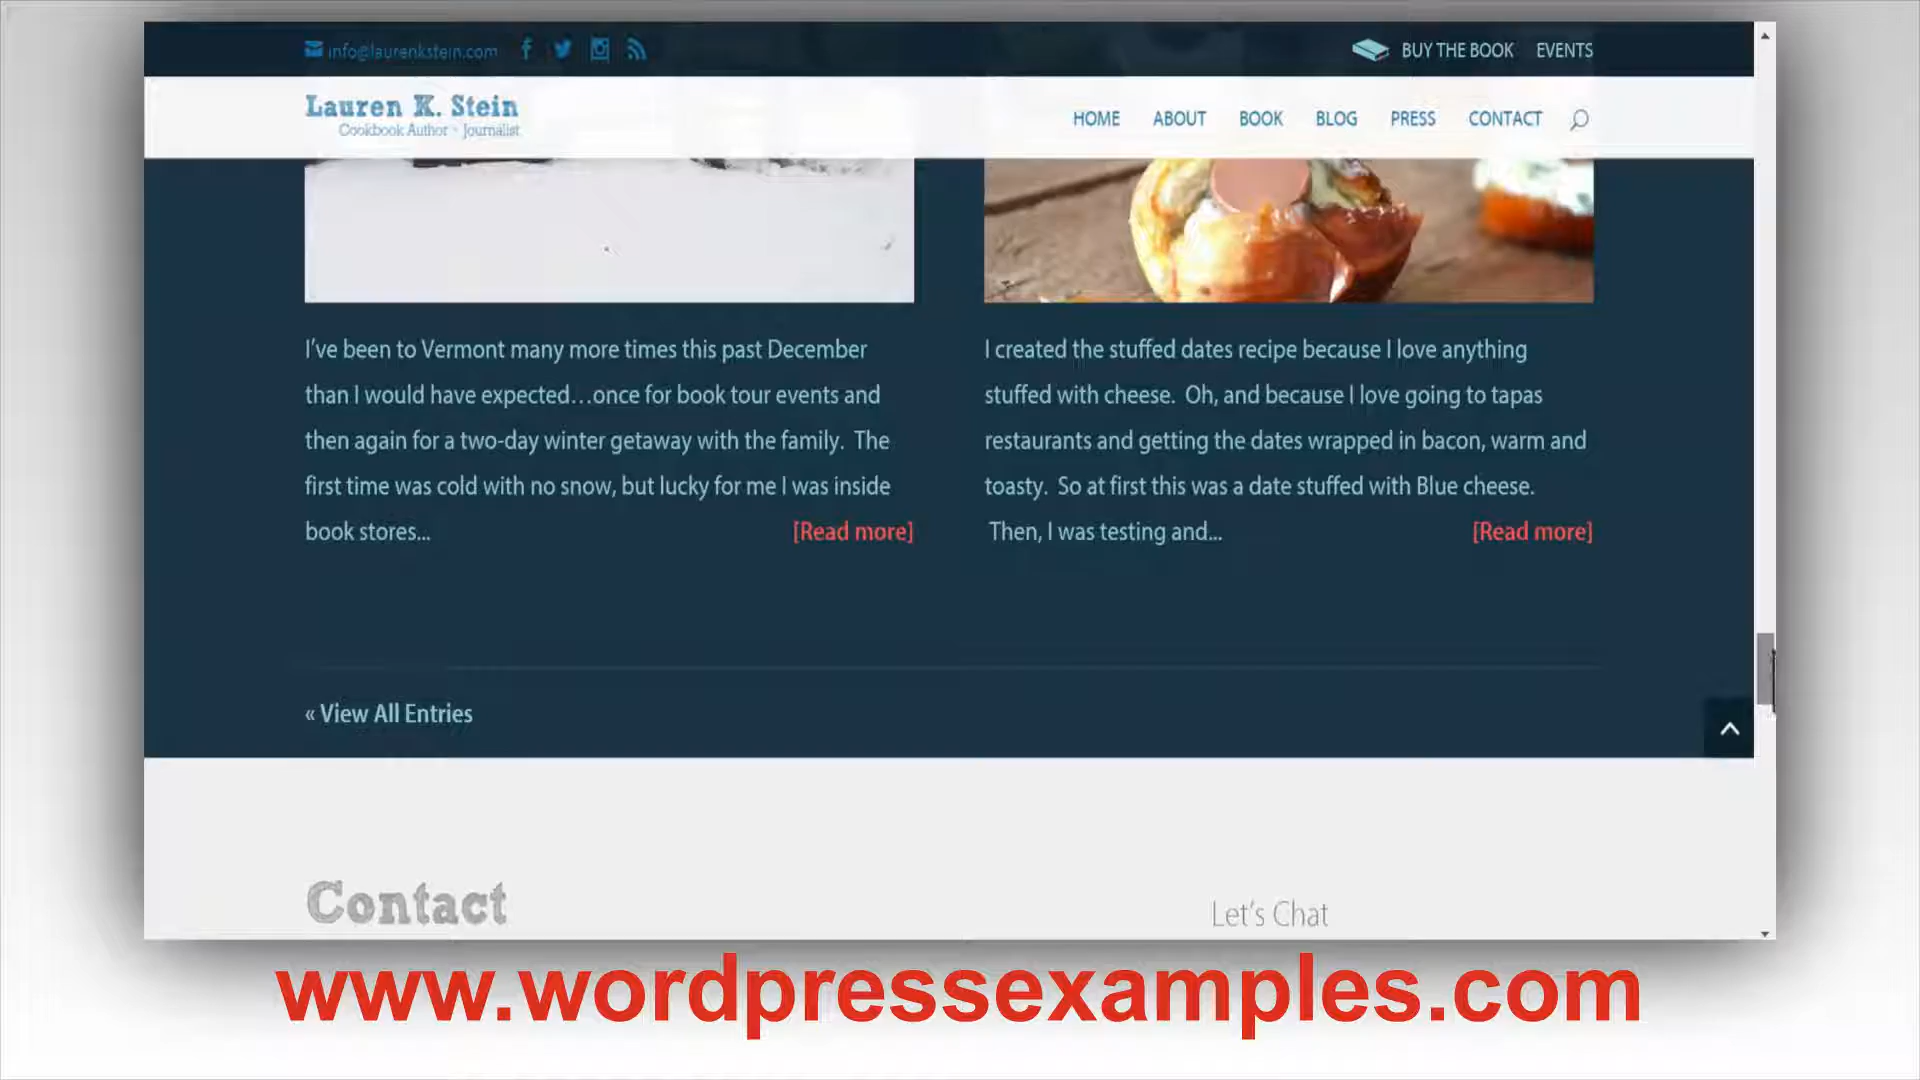 info@laurenkstein.com
BUY THE BOOK EVENTS
Lauren K. Stein
Cookbook Author - Journalist
HOME ABOUT BOOK BLOG PRESS CONTACT
I've been to Vermont many more times this past December
than I would have expected…once for book tour events and
then again for a two-day winter getaway with the family. The
first time was cold with no snow, but lucky for me I was inside
book stores... [Read more]
I created the stuffed dates recipe because I love anything
stuffed with cheese. Oh, and because I love going to tapas
restaurants and getting the dates wrapped in bacon, warm and
toasty. So at first this was a date stuffed with Blue cheese.
Then, I was testing and... [Read more]
« View All Entries
Contact
Let's Chat
www.wordpressexamples.com